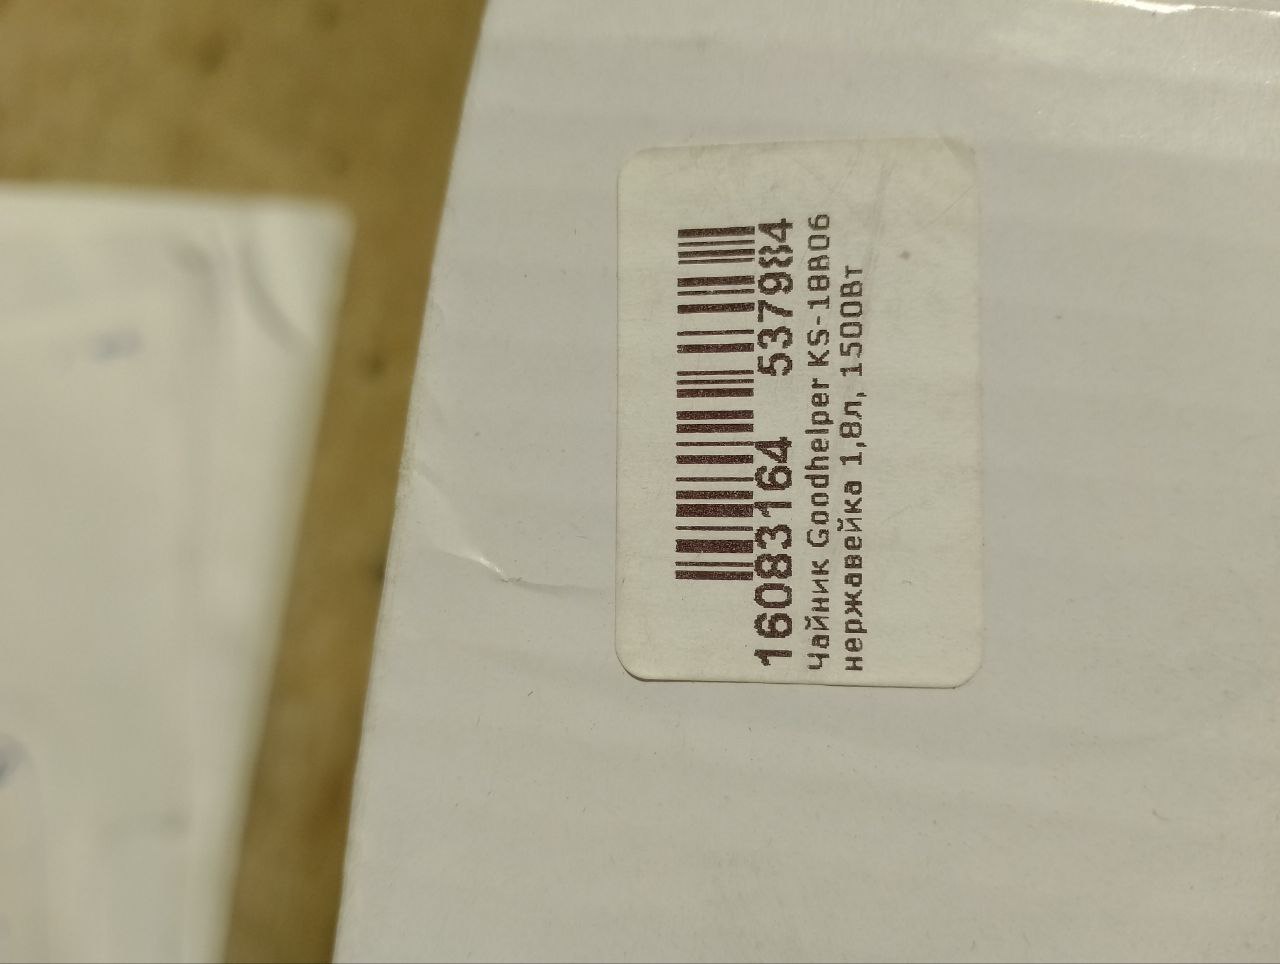 16083164 537984
Чайник Goodhelper KS-18B06
нержавейка 1,8л, 1500Вт